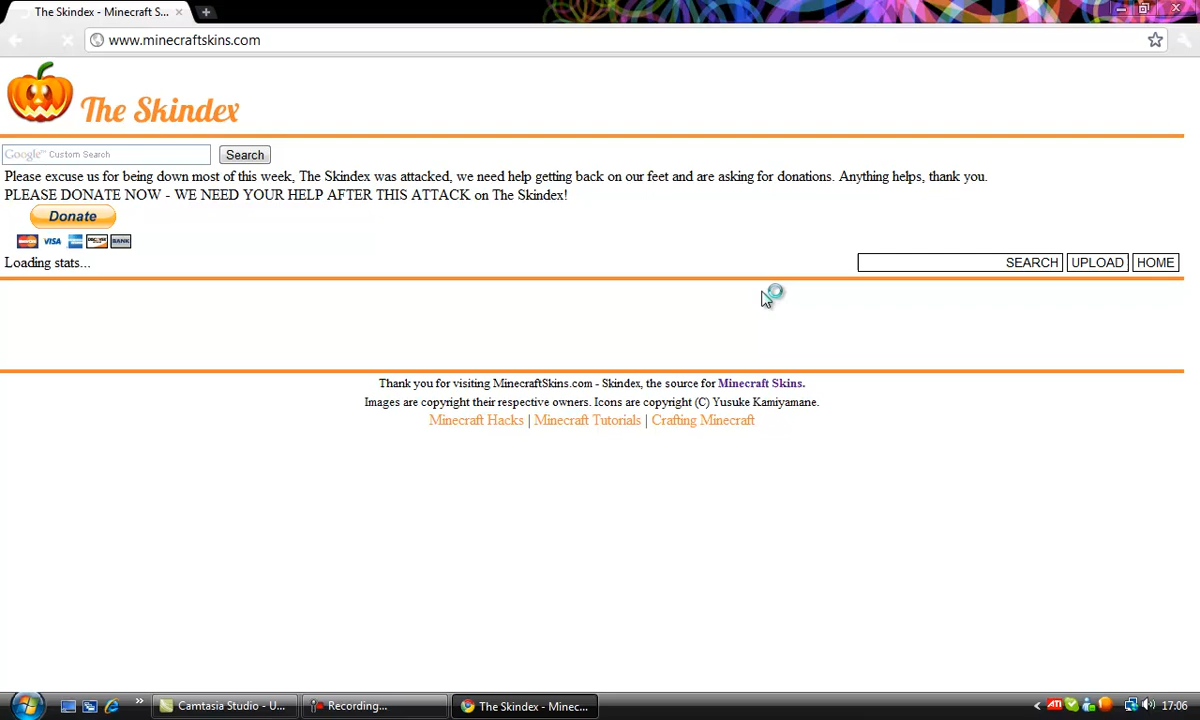 The Skindex - Minecraft S...
www.minecraftskins.com
The Skindex
Google™ Custom Search
Search
Please excuse us for being down most of this week, The Skindex was attacked, we need help getting back on our feet and are asking for donations. Anything helps, thank you.
PLEASE DONATE NOW - WE NEED YOUR HELP AFTER THIS ATTACK on The Skindex!
Donate
VISA
BANK
Loading stats...
SEARCH UPLOAD HOME
Thank you for visiting MinecraftSkins.com - Skindex, the source for Minecraft Skins.
Images are copyright their respective owners. Icons are copyright (C) Yusuke Kamiyamane.
Minecraft Hacks | Minecraft Tutorials | Crafting Minecraft
Camtasia Studio - U... Recording... The Skindex - Minec... ATI 17:06